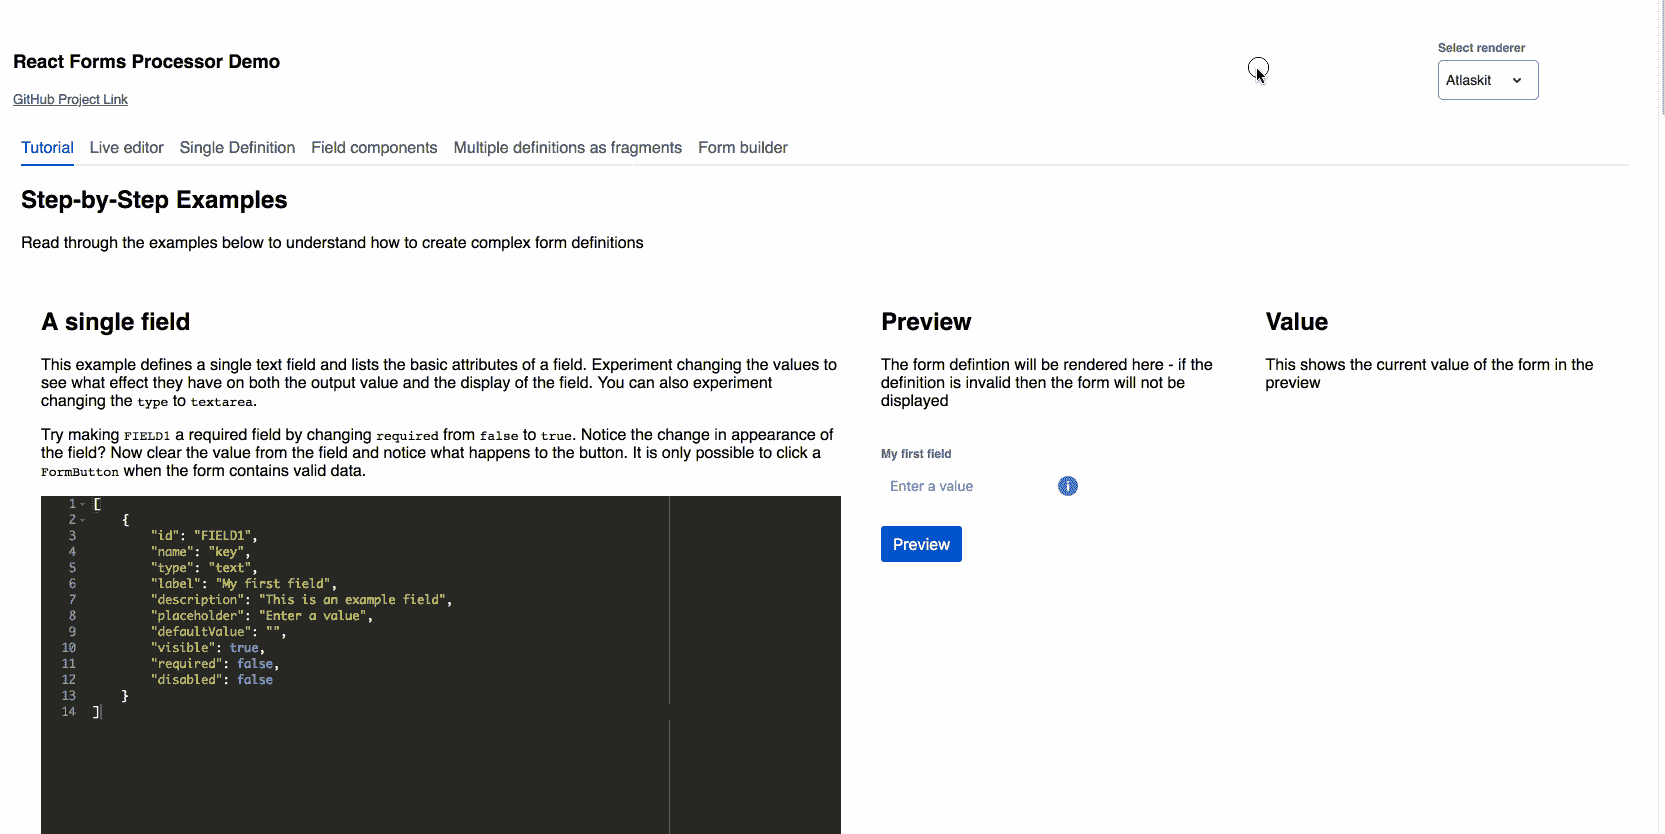 React Forms Processor Demo
GitHub Project Link
Select renderer
Atlaskit
Tutorial Live editor Single Definition Field components Multiple definitions as fragments Form builder
Step-by-Step Examples
Read through the examples below to understand how to create complex form definitions
A single field
This example defines a single text field and lists the basic attributes of a field. Experiment changing the values to
see what effect they have on both the output value and the display of the field. You can also experiment
changing the type to textarea.
Try making FIELD1 a required field by changing required from false to true. Notice the change in appearance of
the field? Now clear the value from the field and notice what happens to the button. It is only possible to click a
FormButton when the form contains valid data.
1 [
2 {
3 "id": "FIELD1",
4 "name": "key",
5 "type": "text",
6 "label": "My first field",
7 "description": "This is an example field",
8 "placeholder": "Enter a value",
9 "defaultValue": "",
10 "visible": true,
11 "required": false,
12 "disabled": false
13 }
14 ]
Preview
The form defintion will be rendered here - if the
definition is invalid then the form will not be
displayed
My first field
Enter a value
Preview
Value
This shows the current value of the form in the
preview